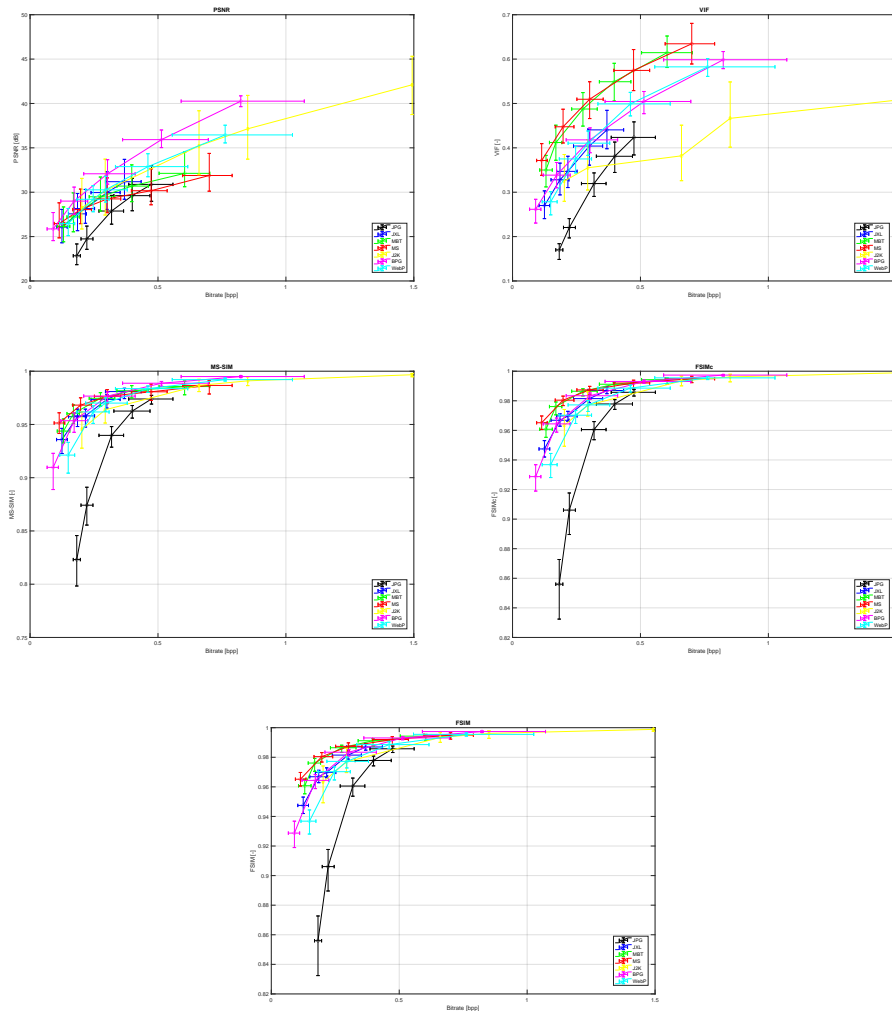 PSNR
50
45
40
35
30
25
20
PSNR [dB]
0
0.5
1
1.5
Bitrate [bpp]
JPG
JXL
MBT
MS
J2K
BPG
WebP
VIF
0.7
0.6
0.5
0.4
0.3
0.2
0.1
VIF [-]
0
0.5
1
Bitrate [bpp]
JPG
JXL
MBT
MS
J2K
BPG
WebP
MS-SIM
1
0.95
0.9
0.85
0.8
0.75
MS-SIM [-]
0
0.5
1
1.5
Bitrate [bpp]
JPG
JXL
MBT
MS
J2K
BPG
WebP
FSIMc
1
0.98
0.96
0.94
0.92
0.9
0.88
0.86
0.84
0.82
FSIMc [-]
0
0.5
1
Bitrate [bpp]
JPG
JXL
MBT
MS
J2K
BPG
WebP
FSIM
1
0.98
0.96
0.94
0.92
0.9
0.88
0.86
0.84
0.82
FSIM [-]
0
0.5
1
1.5
Bitrate [bpp]
JPG
JXL
MBT
MS
J2K
BPG
WebP